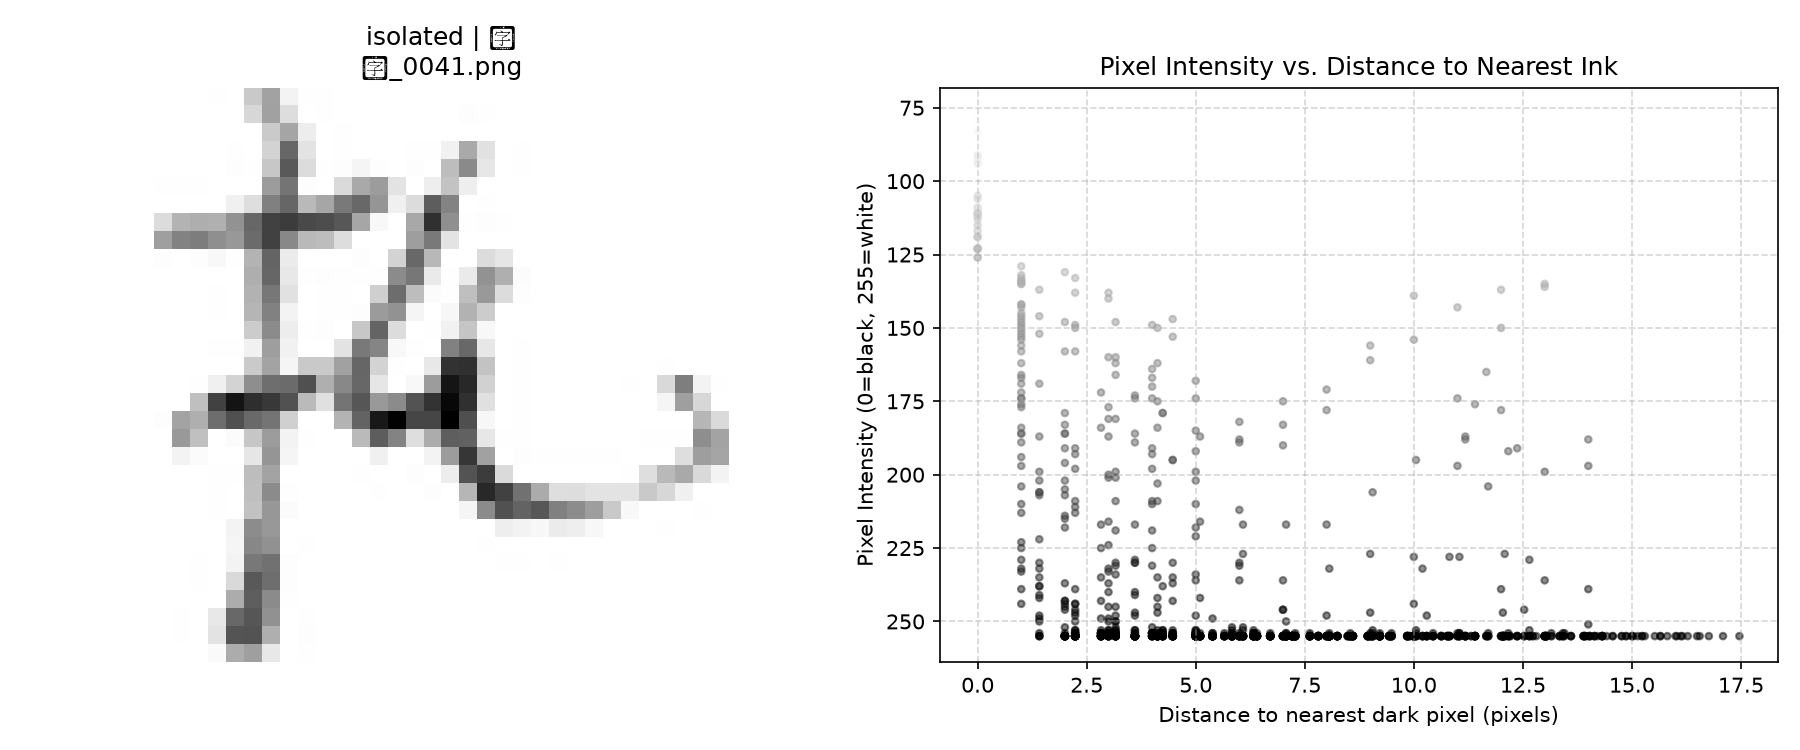 isolated |
_0041.png
Pixel Intensity vs. Distance to Nearest Ink
75
100
125
150
175
200
225
250
Pixel Intensity (0=black, 255=white)
0.0 2.5 5.0 7.5 10.0 12.5 15.0 17.5
Distance to nearest dark pixel (pixels)